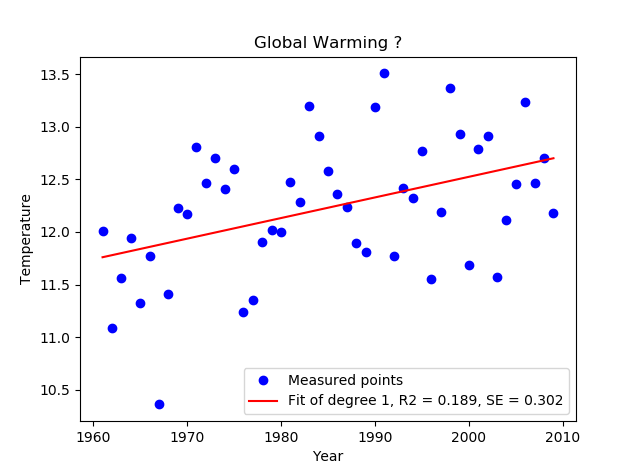 Global Warming ?
Temperature
13.5
13.0
12.5
12.0
11.5
11.0
10.5
Measured points
Fit of degree 1, R2 = 0.189, SE = 0.302
1960 1970 1980 1990 2000 2010
Year